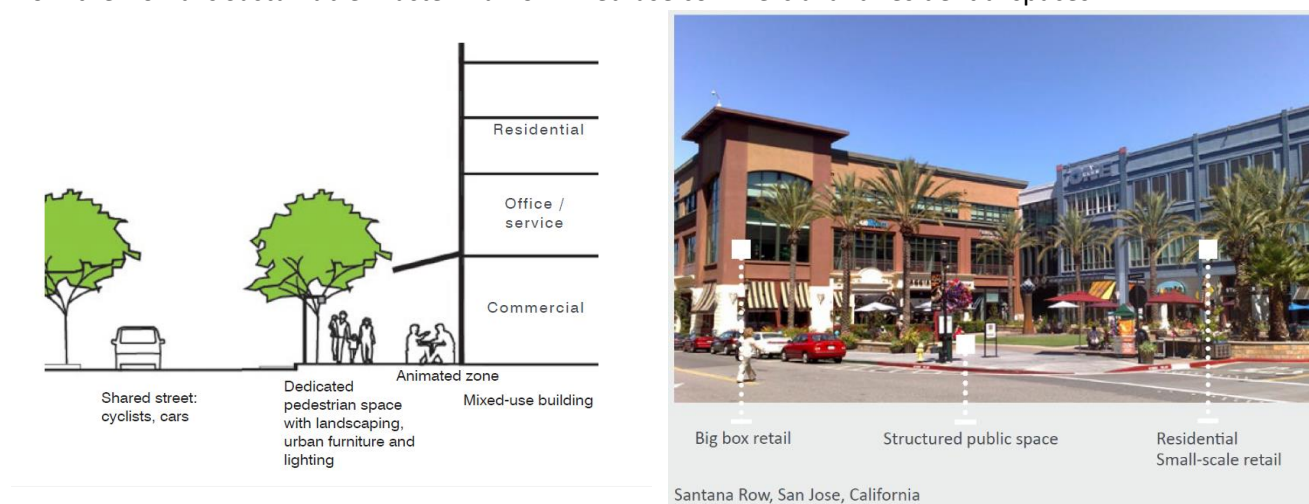 Residential
Office /
service
Commercial
Animated zone
Shared street:
cyclists, cars
Dedicated
pedestrian space
with landscaping,
urban furniture and
lighting
Mixed-use building
Big box retail
Structured public space
Residential
Small-scale retail
Santana Row, San Jose, California